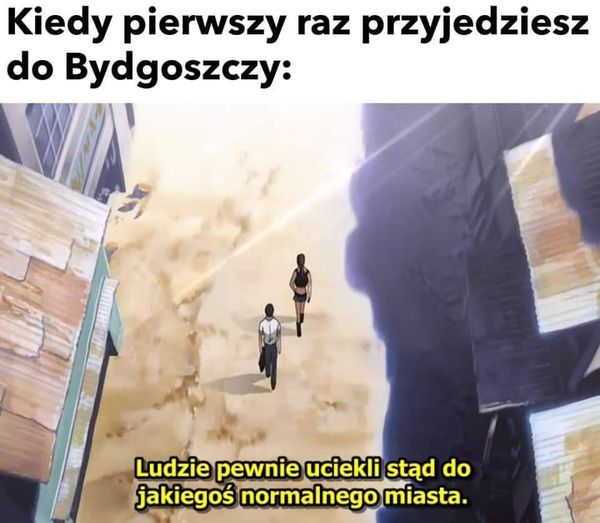 Kiedy pierwszy raz przyjedziesz
do Bydgoszczy:
Ludzie pewnie uciekli stąd do
jakiegoś normalnego miasta.